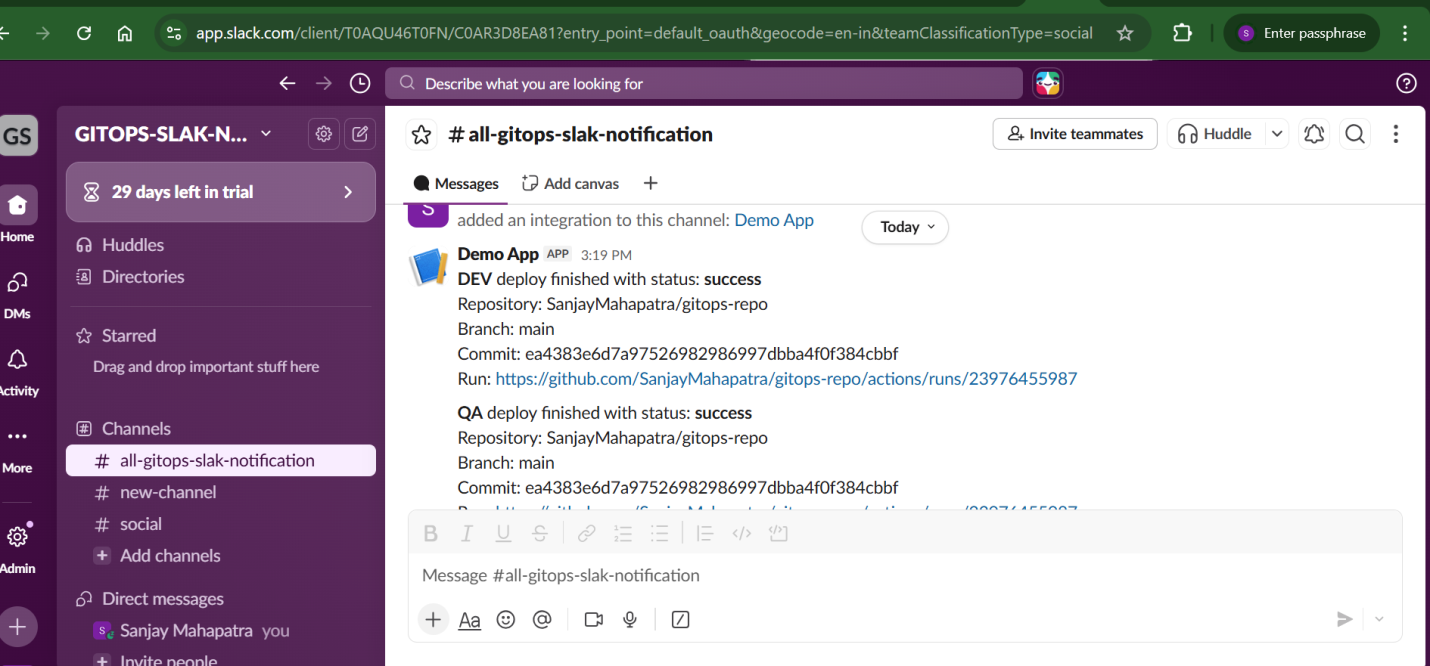 app.slack.com/client/T0AQU46T0FN/C0AR3D8EA81?entry_point=default_oauth&geocode=en-in&teamClassificationType=social
S
Enter passphrase
Describe what you are looking for
GS
GITOPS-SLAK-N...
29 days left in trial
Home
DMs
Activity
More
Admin
Huddles
Directories
Starred
Drag and drop important stuff here
Channels
# all-gitops-slak-notification
# new-channel
# social
+ Add channels
Direct messages
S Sanjay Mahapatra you
+ Invite people
# all-gitops-slak-notification
Invite teammates
Huddle
Messages
Add canvas
+
S
added an integration to this channel: Demo App
Today
Demo App APP 3:19 PM
DEV deploy finished with status: success
Repository: SanjayMahapatra/gitops-repo
Branch: main
Commit: ea4383e6d7a97526982986997dbba4f0f384cbbf
Run: https://github.com/SanjayMahapatra/gitops-repo/actions/runs/23976455987
QA deploy finished with status: success
Repository: SanjayMahapatra/gitops-repo
Branch: main
Commit: ea4383e6d7a97526982986997dbba4f0f384cbbf
B I U S
Message #all-gitops-slak-notification
+ Aa @